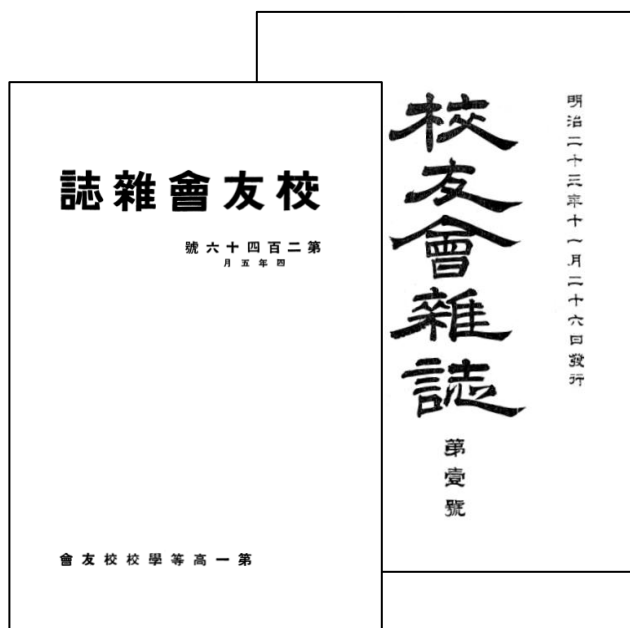 校友會雜誌
第二百四十六號
四年五月
第一高等學校校友會
明治二十三年十一月二十六日發行
校友會雜誌
第壹號